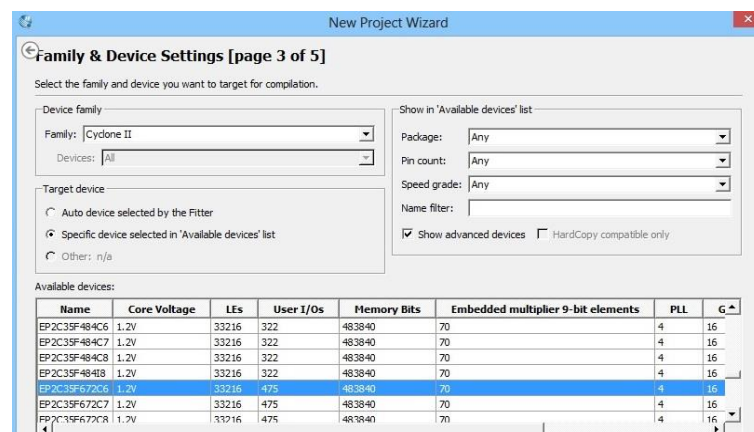 New Project Wizard
Family & Device Settings [page 3 of 5]
Select the family and device you want to target for compilation.
Device family
Family: Cyclone II
Devices: All
Show in 'Available devices' list
Package: Any
Pin count: Any
Speed grade: Any
Name filter:
Show advanced devices HardCopy compatible only
Target device
Auto device selected by the Fitter
Specific device selected in 'Available devices' list
Other: n/a
Available devices:
Name Core Voltage LEs User I/Os Memory Bits Embedded multiplier 9-bit elements PLL G
EP2C35F484C6 1.2V 33216 322 483840 70 4 16
EP2C35F484C7 1.2V 33216 322 483840 70 4 16
EP2C35F484C8 1.2V 33216 322 483840 70 4 16
EP2C35F484I8 1.2V 33216 322 483840 70 4 16
EP2C35F672C6 1.2V 33216 475 483840 70 4 16
EP2C35F672C7 1.2V 33216 475 483840 70 4 16
EP2C35F672C8 1.2V 33216 475 483840 70 4 16